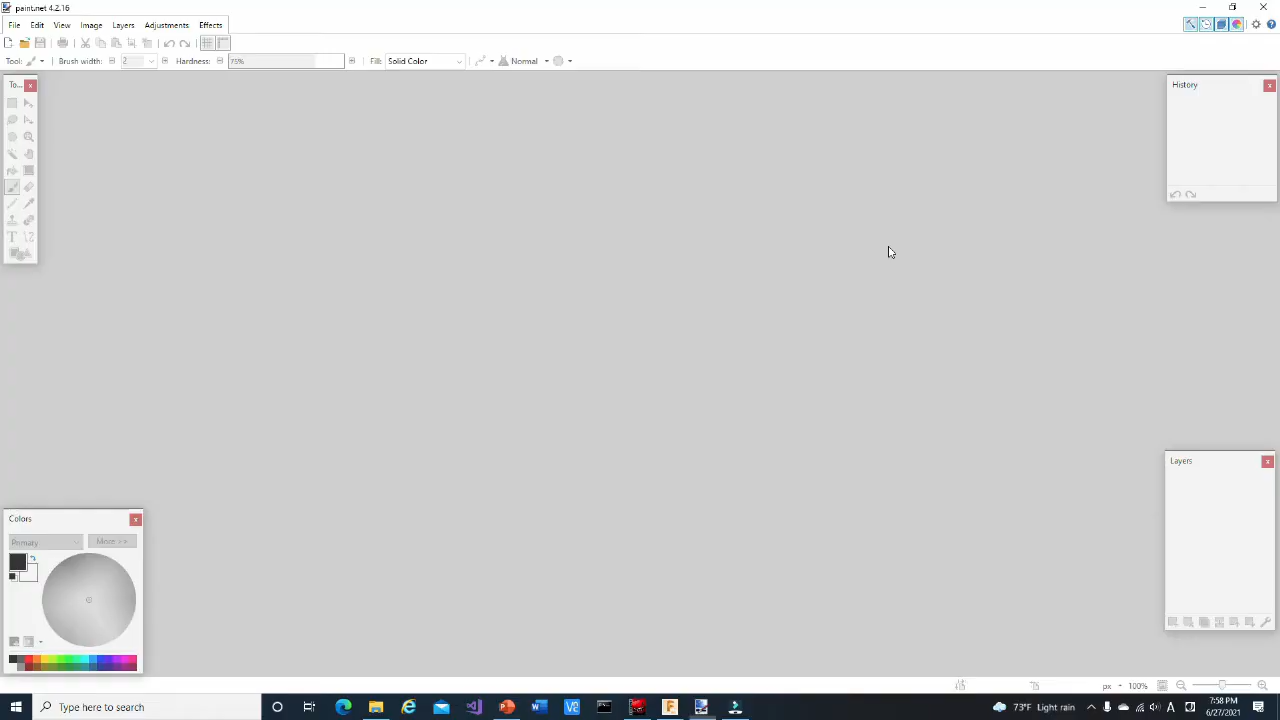 paint.net 4.2.16
File Edit View Image Layers Adjustments Effects
Tool: Brush width: 2 Hardness: 75% Fill: Solid Color Normal
To...
History
Layers
Colors
Primary More >>
px 100%
Type here to search
73°F Light rain
7:58 PM
6/27/2021